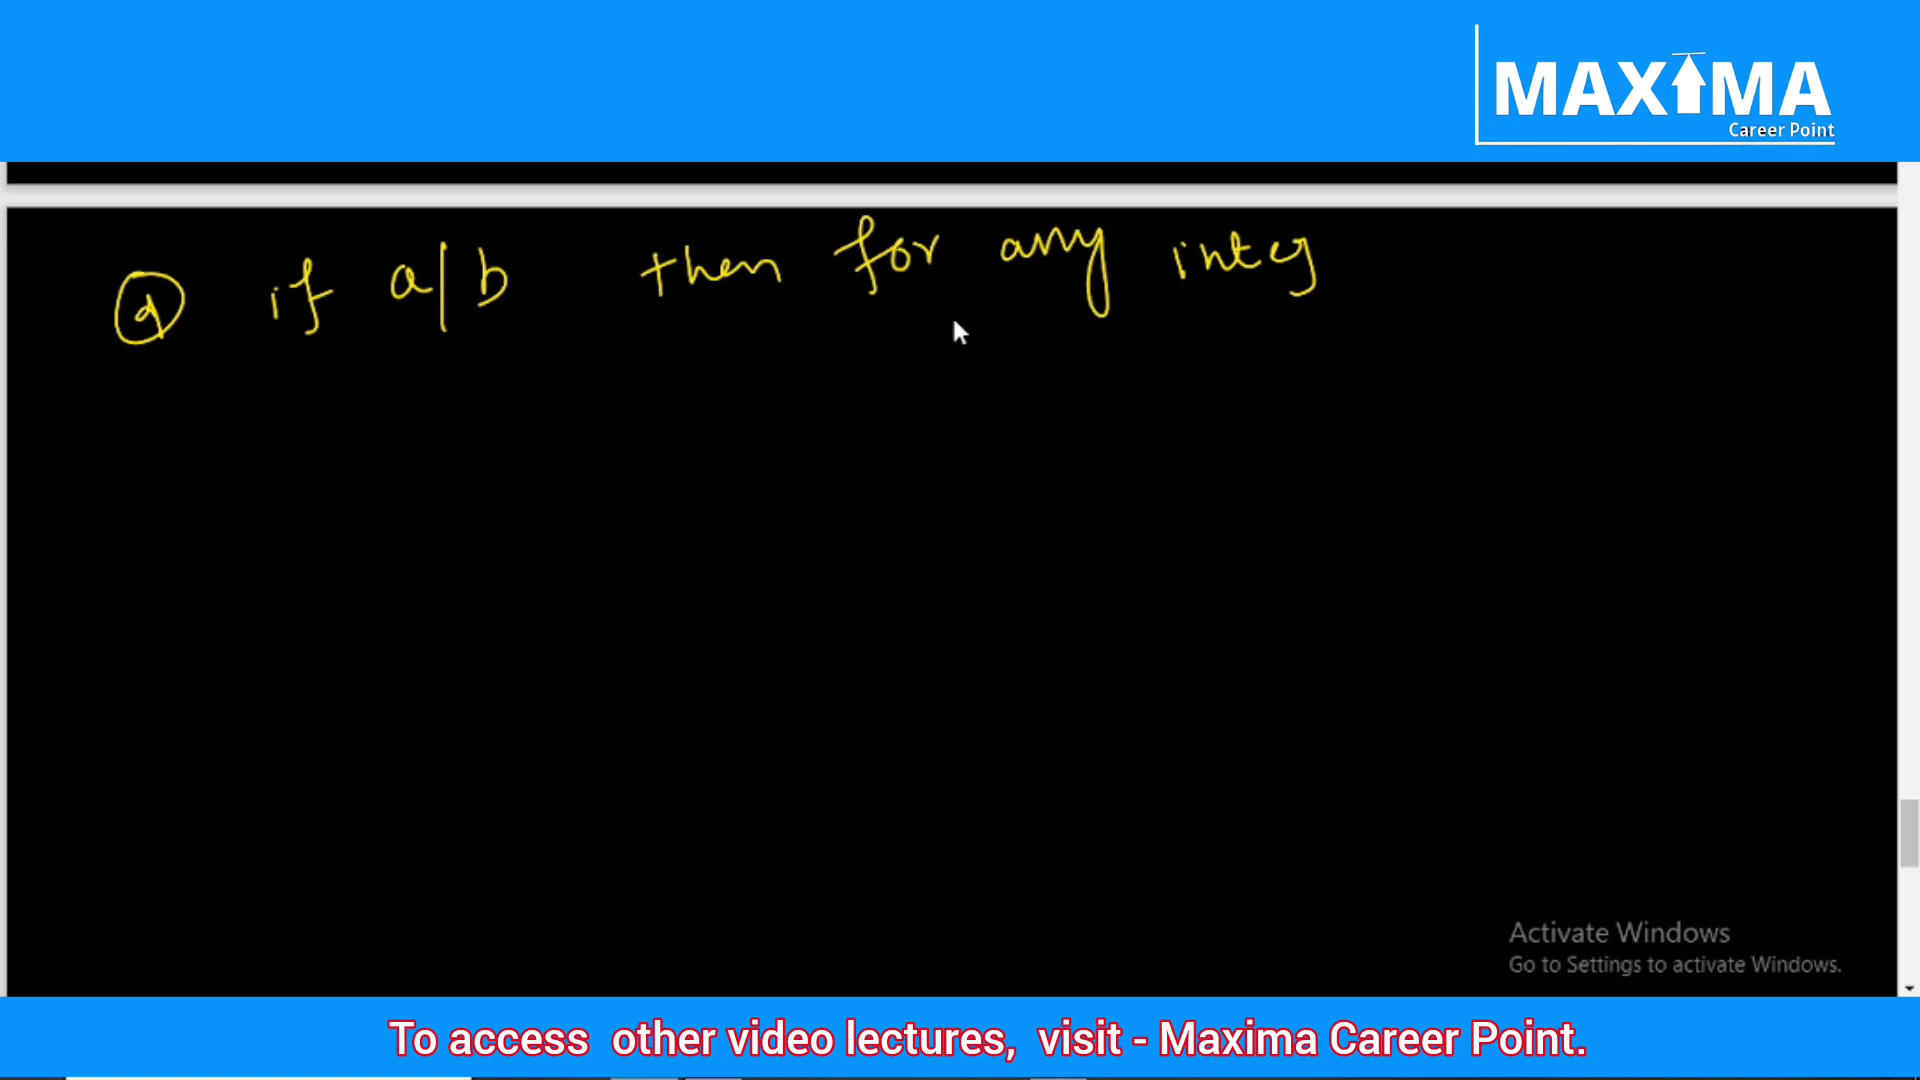 MAXIMA
Career Point
Q if a/b then for any integ
Activate Windows
Go to Settings to activate Windows.
To access other video lectures, visit - Maxima Career Point.